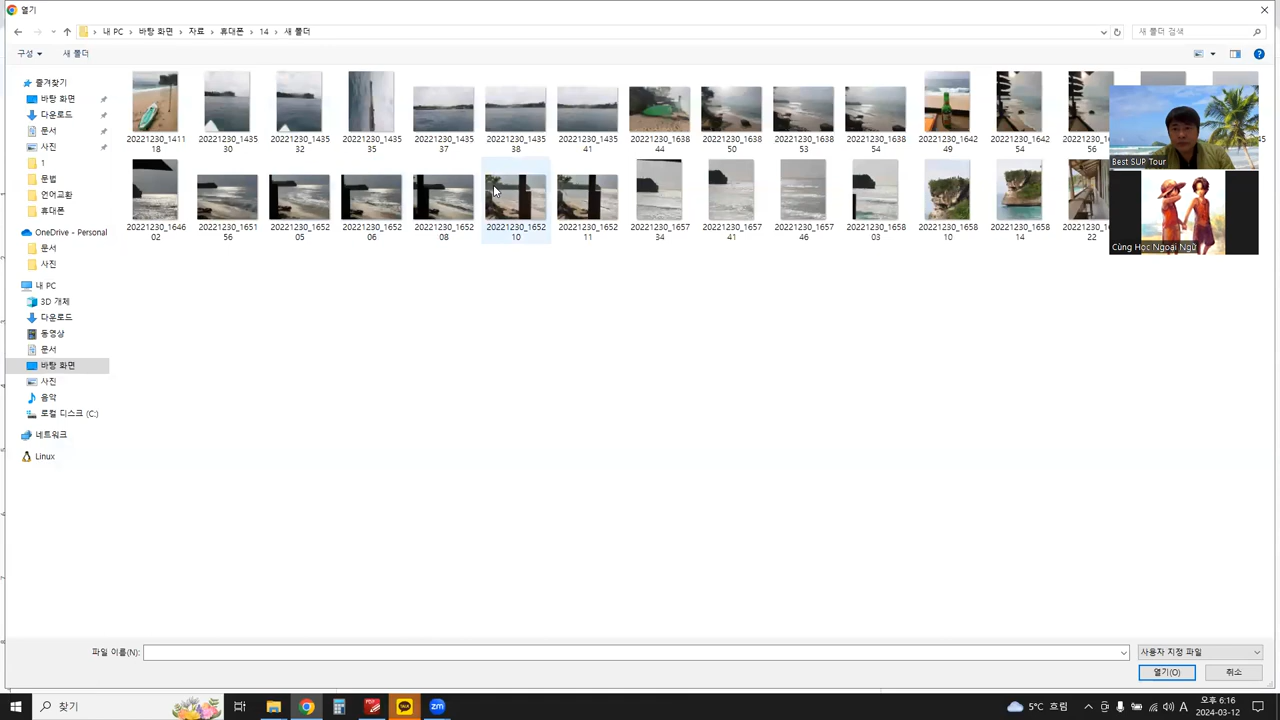 열기
내 PC > 바탕 화면 > 자료 > 휴대폰 > 14 > 새 폴더
새 폴더 검색
구성
새 폴더
즐겨찾기
바탕 화면
다운로드
문서
사진
1
문법
언어교환
휴대폰
OneDrive - Personal
문서
사진
내 PC
3D 개체
다운로드
동영상
문서
바탕 화면
사진
음악
로컬 디스크 (C:)
네트워크
Linux
20221230_141118
20221230_143530
20221230_143532
20221230_143535
20221230_143537
20221230_143538
20221230_143541
20221230_163844
20221230_163850
20221230_163853
20221230_163854
20221230_164249
20221230_164254
20221230_164602
20221230_165156
20221230_165205
20221230_165206
20221230_165208
20221230_165210
20221230_165211
20221230_165734
20221230_165741
20221230_165746
20221230_165803
20221230_165810
20221230_165814
Best SUP Tour
Cùng Học Ngoại Ngữ
파일 이름(N):
사용자 지정 파일
열기(O)
취소
찾기
TALK
zm
5°C 흐림
A
오후 6:16
2024-03-12